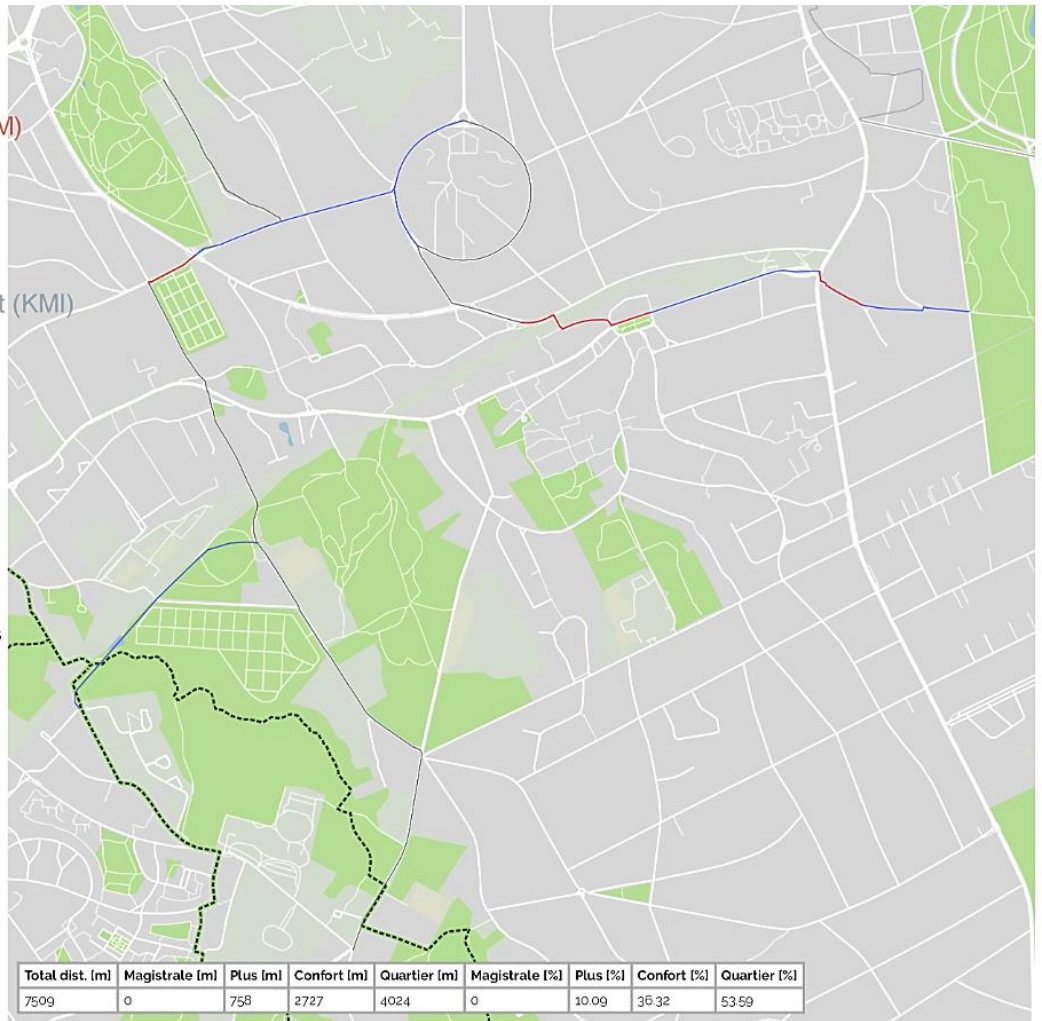 M)
t (KMI)
s
Total dist. [m] Magistrale [m] Plus [m] Confort [m] Quartier [m] Magistrale [%] Plus [%] Confort [%] Quartier [%]
7509 0 758 2727 4024 0 10.09 36.32 53.59